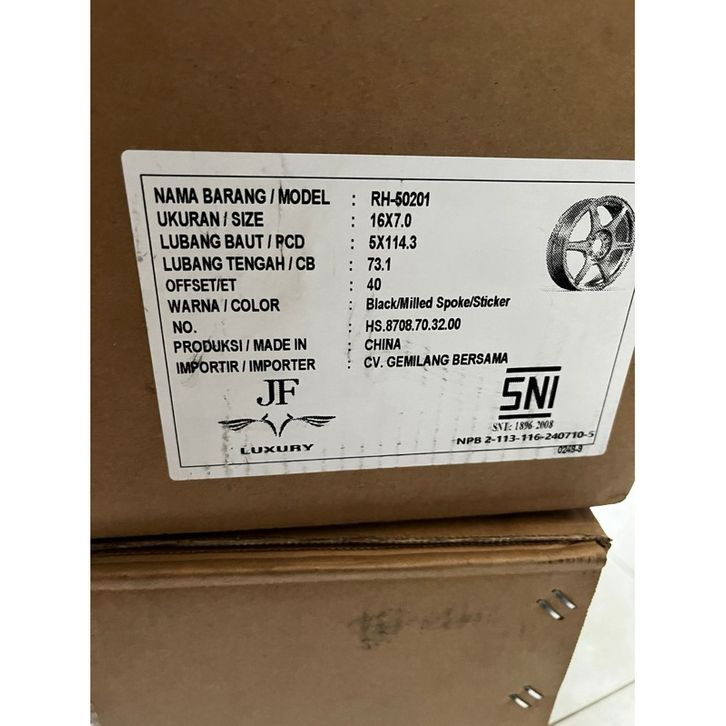 NAMA BARANG / MODEL : RH-50201
UKURAN / SIZE : 16X7.0
LUBANG BAUT / PCD : 5X114.3
LUBANG TENGAH / CB : 73.1
OFFSET/ET : 40
WARNA / COLOR : Black/Milled Spoke/Sticker
NO. : HS.8708.70.32.00
PRODUKSI / MADE IN : CHINA
IMPORTIR / IMPORTER : CV. GEMILANG BERSAMA
JF
LUXURY
SNI
SNI: 1896-2008
NPB 2-113-116-240710-5
0249-9